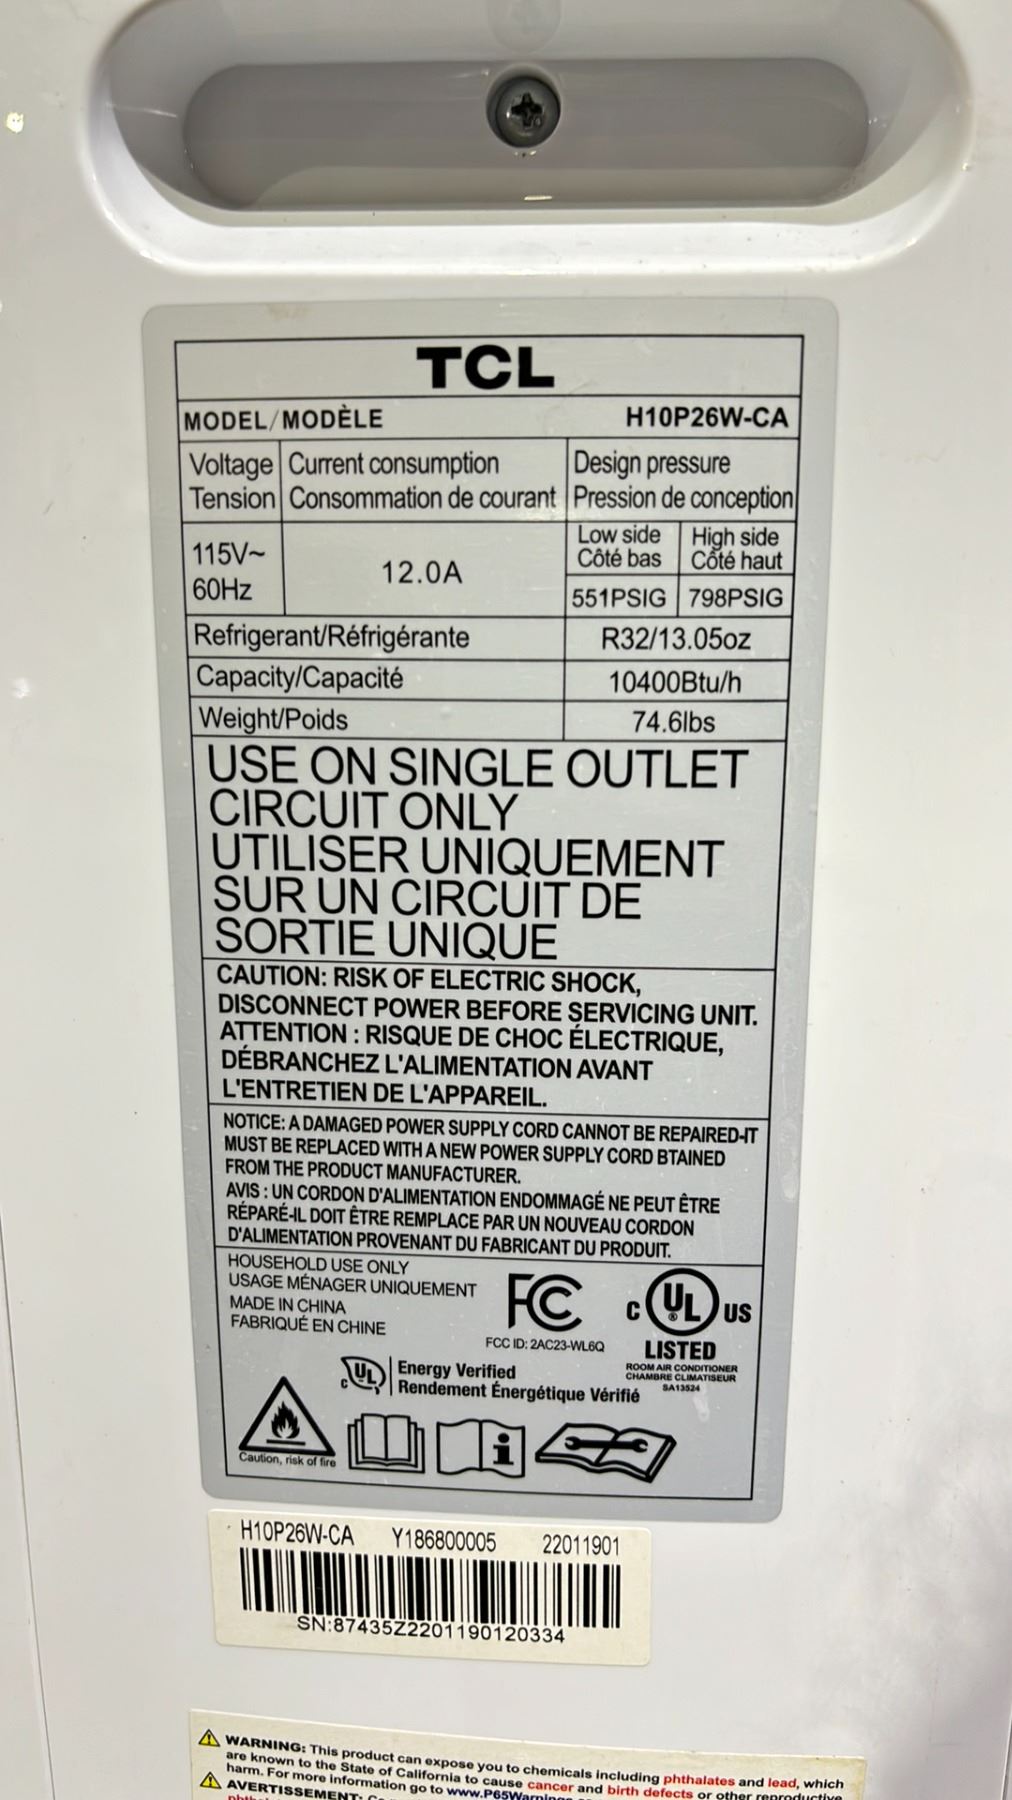 TCL
MODEL/MODÈLE H10P26W-CA
Voltage Current consumption Design pressure
Tension Consommation de courant Pression de conception
Low side High side
Côté bas Côté haut
115V~ 12.0A
60Hz 551PSIG 798PSIG
Refrigerant/Réfrigérante R32/13.05oz
Capacity/Capacité 10400Btu/h
Weight/Poids 74.6lbs
USE ON SINGLE OUTLET
CIRCUIT ONLY
UTILISER UNIQUEMENT
SUR UN CIRCUIT DE
SORTIE UNIQUE
CAUTION: RISK OF ELECTRIC SHOCK,
DISCONNECT POWER BEFORE SERVICING UNIT.
ATTENTION : RISQUE DE CHOC ÉLECTRIQUE,
DÉBRANCHEZ L'ALIMENTATION AVANT
L'ENTRETIEN DE L'APPAREIL.
NOTICE: A DAMAGED POWER SUPPLY CORD CANNOT BE REPAIRED-IT
MUST BE REPLACED WITH A NEW POWER SUPPLY CORD BTAINED
FROM THE PRODUCT MANUFACTURER.
AVIS : UN CORDON D'ALIMENTATION ENDOMMAGÉ NE PEUT ÊTRE
RÉPARÉ-IL DOIT ÊTRE REMPLACE PAR UN NOUVEAU CORDON
D'ALIMENTATION PROVENANT DU FABRICANT DU PRODUIT.
HOUSEHOLD USE ONLY
USAGE MÉNAGER UNIQUEMENT
MADE IN CHINA
FABRIQUÉ EN CHINE
FC
FCC ID: 2AC23-WL6Q
C UL ® US
LISTED
ROOM AIR CONDITIONER
CHAMBRE CLIMATISEUR
SA13524
C UL Energy Verified
Rendement Énergétique Vérifié
Caution, risk of fire
H10P26W-CA Y186800005 22011901
SN:87435Z2201190120334
WARNING: This product can expose you to chemicals including phthalates and lead, which
are known to the State of California to cause cancer and birth defects or other reproductive
harm. For more information go to
AVERTISSEMENT: